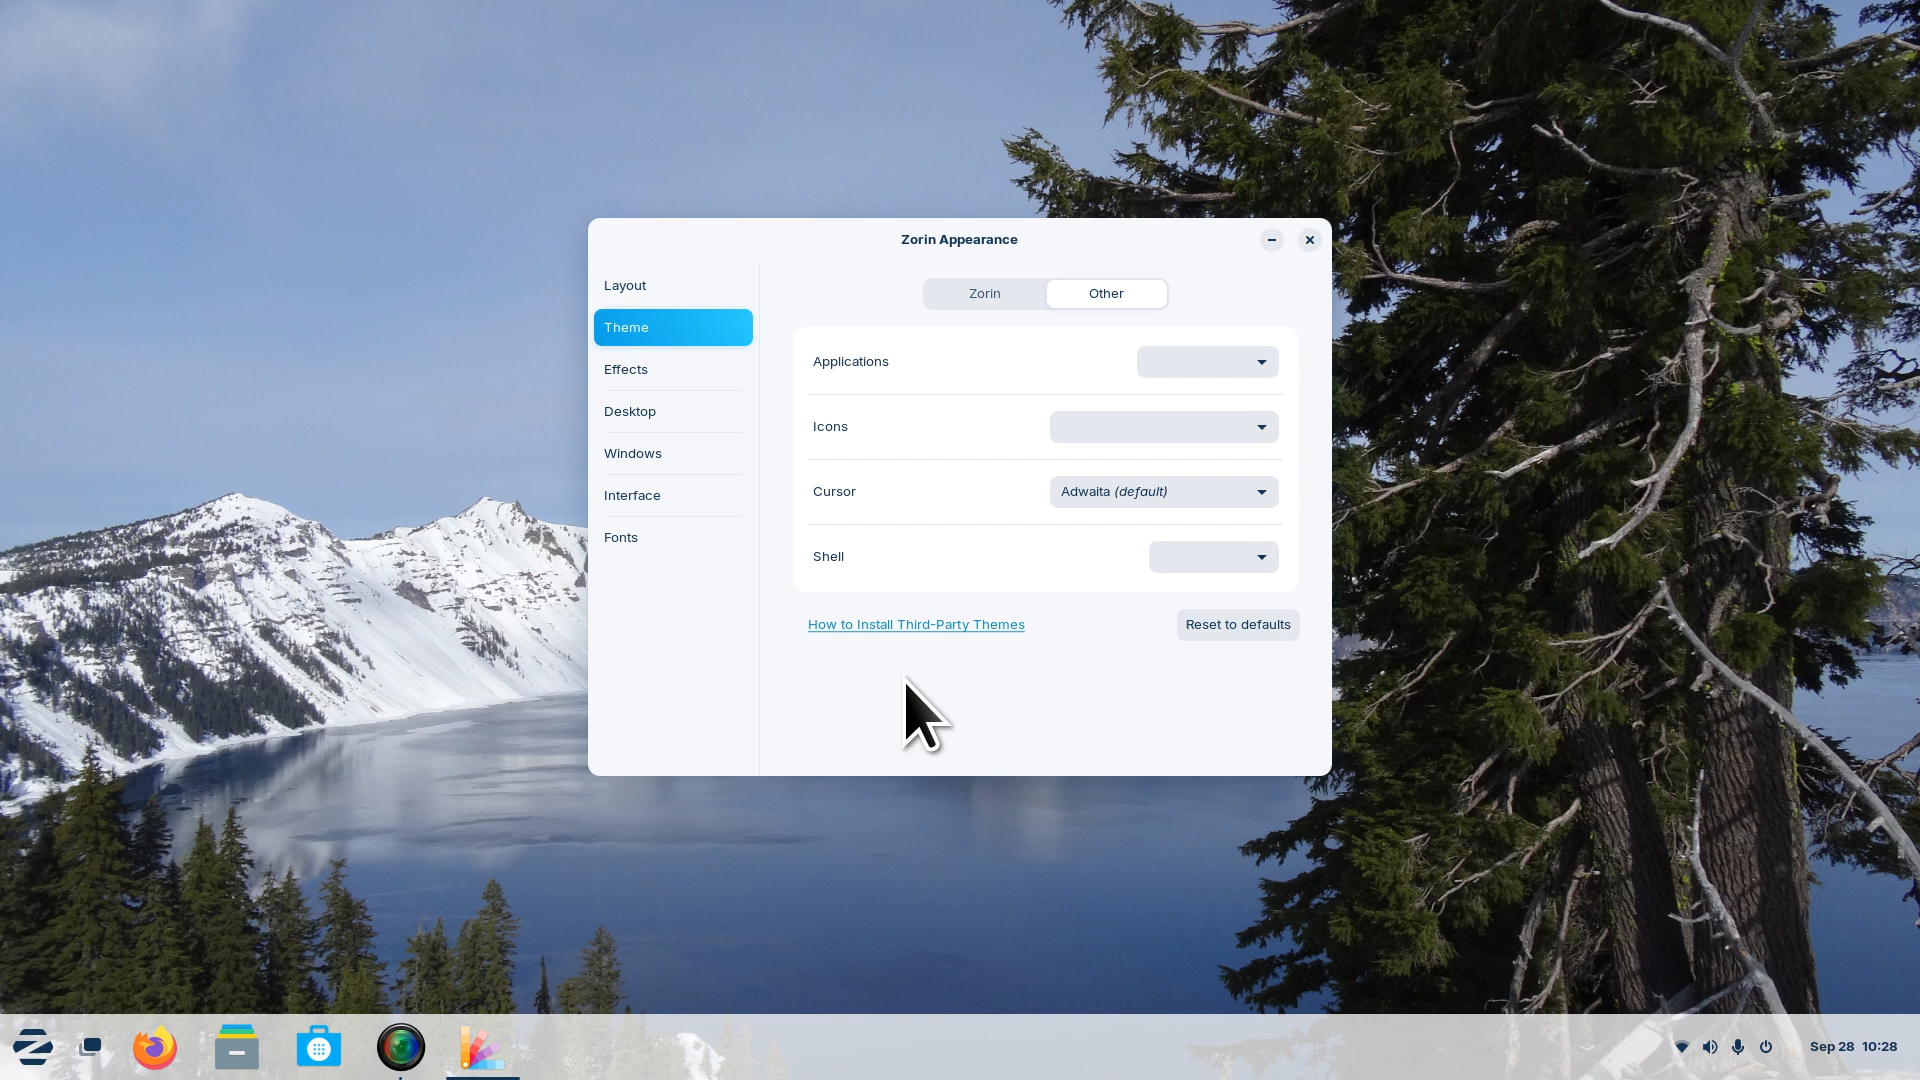 Zorin Appearance
Layout
Theme
Effects
Desktop
Windows
Interface
Fonts
Zorin
Other
Applications
Icons
Cursor
Adwaita (default)
Shell
How to Install Third-Party Themes
Reset to defaults
Sep 28 10:28